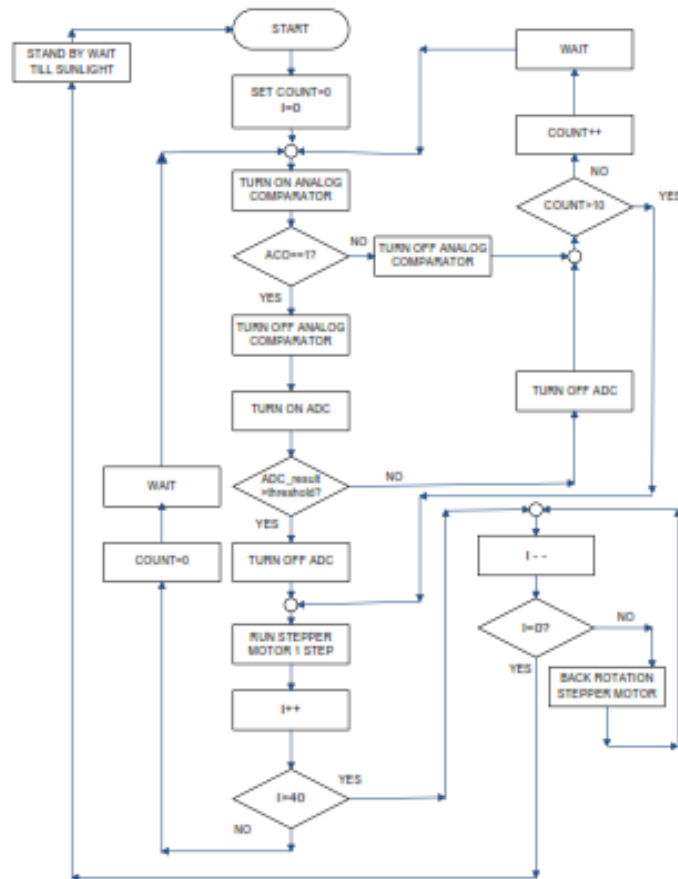 START
STAND BY WAIT
TILL SUNLIGHT
WAIT
SET COUNT=0
I=0
COUNT++
NO
TURN ON ANALOG
COMPARATOR
COUNT>10
YES
ACO==1?
NO
TURN OFF ANALOG
COMPARATOR
YES
TURN OFF ANALOG
COMPARATOR
TURN ON ADC
TURN OFF ADC
ADC_result
>threshold?
NO
WAIT
YES
COUNT=0
TURN OFF ADC
I - -
I=0?
NO
RUN STEPPER
MOTOR 1 STEP
YES
BACK ROTATION
STEPPER MOTOR
I++
YES
I>40
NO